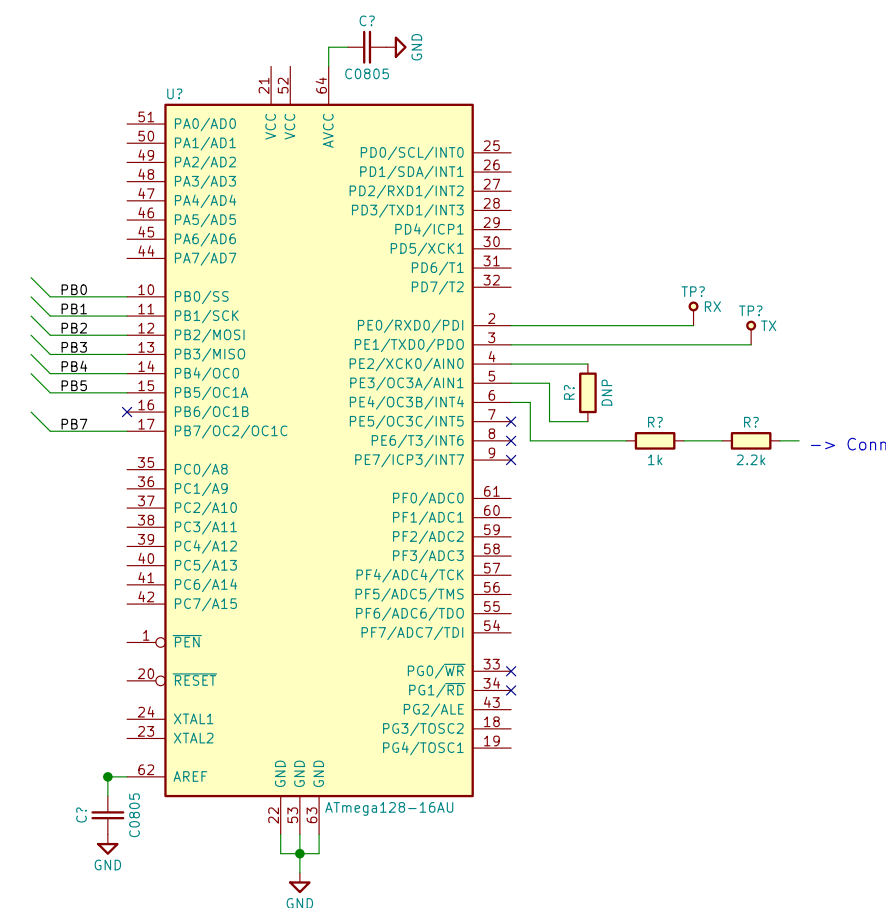 C?
GND
C0805
21
52
64
U?
VCC
VCC
AVCC
51 PA0/AD0
50 PA1/AD1
49 PA2/AD2
48 PA3/AD3
47 PA4/AD4
46 PA5/AD5
45 PA6/AD6
44 PA7/AD7
PB0 10 PB0/SS
PB1 11 PB1/SCK
PB2 12 PB2/MOSI
PB3 13 PB3/MISO
PB4 14 PB4/OC0
PB5 15 PB5/OC1A
16 PB6/OC1B
PB7 17 PB7/OC2/OC1C
35 PC0/A8
36 PC1/A9
37 PC2/A10
38 PC3/A11
39 PC4/A12
40 PC5/A13
41 PC6/A14
42 PC7/A15
1 PEN
20 RESET
24 XTAL1
23 XTAL2
62 AREF
PD0/SCL/INT0 25
PD1/SDA/INT1 26
PD2/RXD1/INT2 27
PD3/TXD1/INT3 28
PD4/ICP1 29
PD5/XCK1 30
PD6/T1 31
PD7/T2 32
PE0/RXD0/PDI 2
PE1/TXD0/PDO 3
PE2/XCK0/AIN0 4
PE3/OC3A/AIN1 5
PE4/OC3B/INT4 6
PE5/OC3C/INT5 7
PE6/T3/INT6 8
PE7/ICP3/INT7 9
PF0/ADC0 61
PF1/ADC1 60
PF2/ADC2 59
PF3/ADC3 58
PF4/ADC4/TCK 57
PF5/ADC5/TMS 56
PF6/ADC6/TDO 55
PF7/ADC7/TDI 54
PG0/WR 33
PG1/RD 34
PG2/ALE 43
PG3/TOSC2 18
PG4/TOSC1 19
TP? RX
TP? TX
R? DNP
R?
1k
R?
2.2k
-> Conn
GND
GND
GND
22
53
63
ATmega128-16AU
C?
C0805
GND
GND